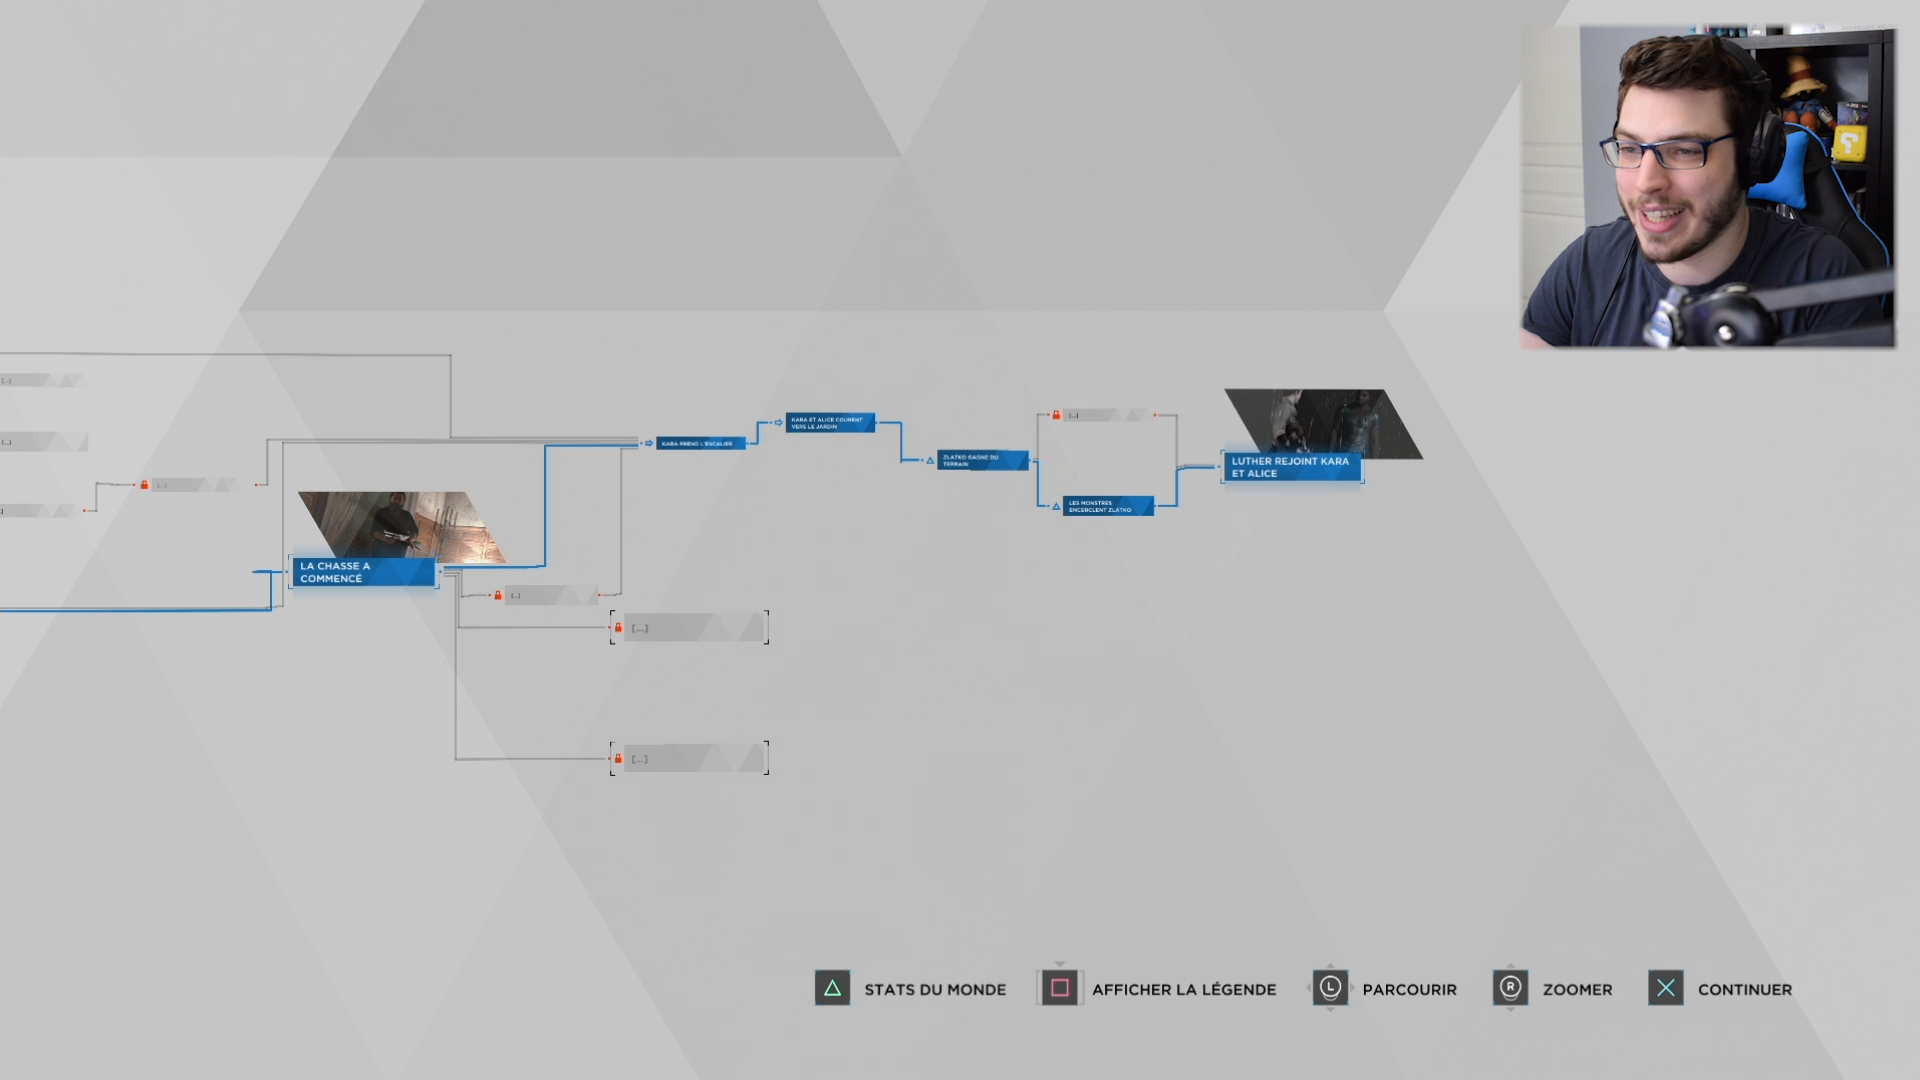 [...]
[...]
[...]
[...]
LA CHASSE A
COMMENCÉ
[...]
[...]
[...]
KARA PREND L'ESCALIER
KARA ET ALICE COURENT
VERS LE JARDIN
ZLATKO GAGNE DU
TERRAIN
[...]
LES MONSTRES
ENCERCLENT ZLATKO
LUTHER REJOINT KARA
ET ALICE
STATS DU MONDE
AFFICHER LA LÉGENDE
L
PARCOURIR
R
ZOOMER
CONTINUER